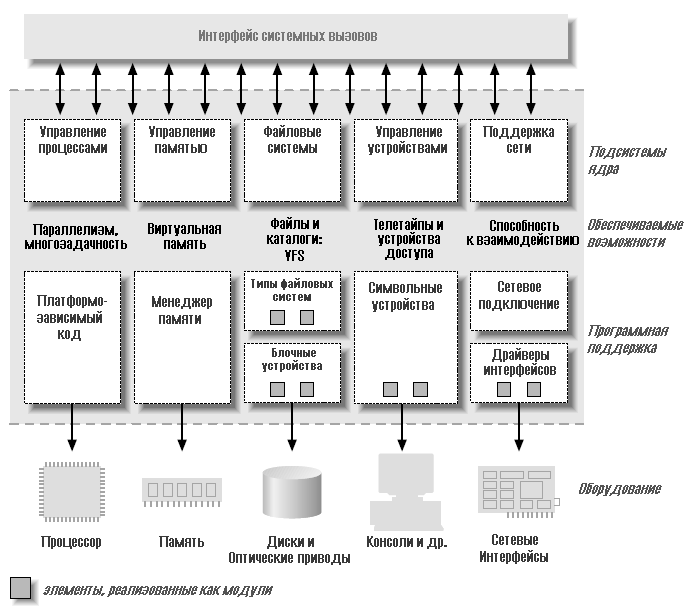 Интерфейс системных вызовов
Управление
процессами
Управление
памятью
Файловые
системы
Управление
устройствами
Поддержка
сети
Подсистемы
ядра
Параллелизм,
многозадачность
Виртуальная
память
Файлы и
каталоги:
VFS
Телетайпы и
устройства
доступа
Способность
к взаимодействию
Обеспечиваемые
возможности
Платформо-
зависимый
код
Менеджер
памяти
Типы файловых
систем
Блочные
устройства
Символьные
устройства
Сетевое
подключение
Драйверы
интерфейсов
Программная
поддержка
Оборудование
Процессор
Память
Диски и
Оптические приводы
Консоли и др.
Сетевые
Интерфейсы
элементы, реализованные как модули